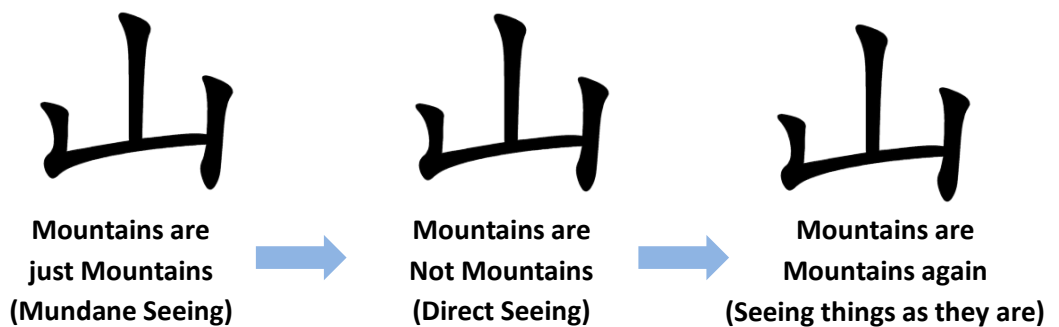 山 山 山
Mountains are
just Mountains
(Mundane Seeing)
Mountains are
Not Mountains
(Direct Seeing)
Mountains are
Mountains again
(Seeing things as they are)